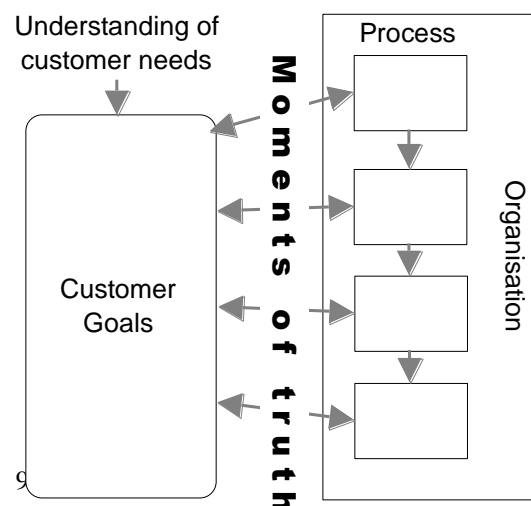 Understanding of
customer needs
Process
Moments of truth
Organisation
Customer
Goals
9